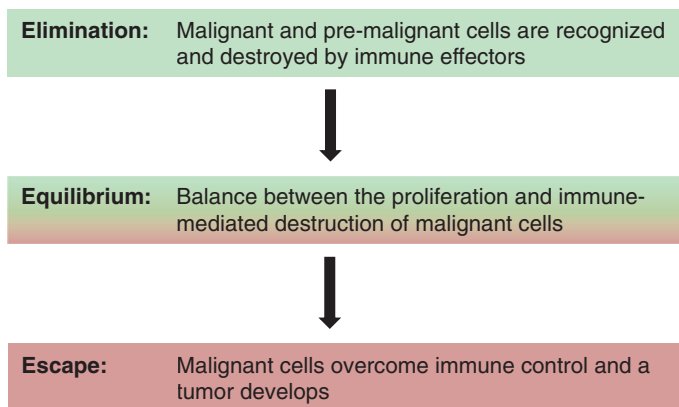 Elimination: Malignant and pre-malignant cells are recognized
and destroyed by immune effectors
Equilibrium: Balance between the proliferation and immune-
mediated destruction of malignant cells
Escape: Malignant cells overcome immune control and a
tumor develops